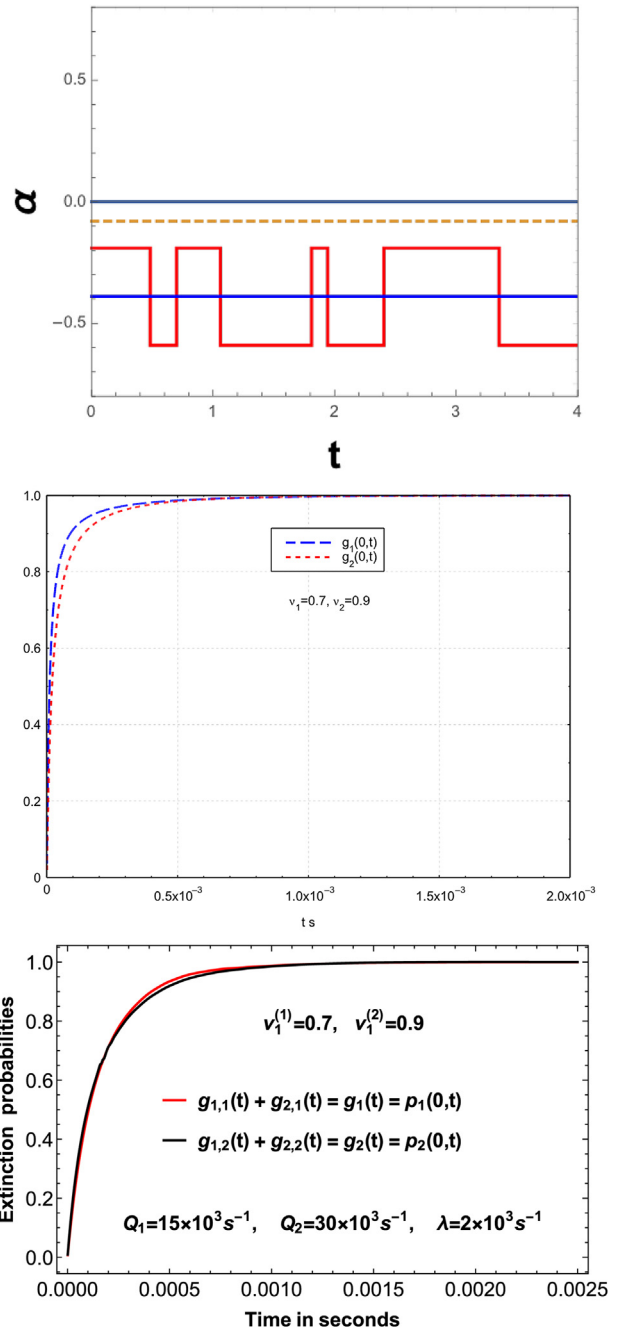 0.5
0.0
−0.5
α
0 1 2 3 4
t
1.0
0.8
0.6
0.4
0.2
0
g₁(0,t)
g₂(0,t)
ν₁=0.7, ν₂=0.9
0 0.5x10⁻³ 1.0x10⁻³ 1.5x10⁻³ 2.0x10⁻³
t s
Extinction probabilities
1.0
0.8
0.6
0.4
0.2
0.0
ν₁⁽¹⁾=0.7, ν₁⁽²⁾=0.9
g₁,₁(t) + g₂,₁(t) = g₁(t) = p₁(0,t)
g₁,₂(t) + g₂,₂(t) = g₂(t) = p₂(0,t)
Q₁=15×10³s⁻¹, Q₂=30×10³s⁻¹, λ=2×10³s⁻¹
0.0000 0.0005 0.0010 0.0015 0.0020 0.0025
Time in seconds